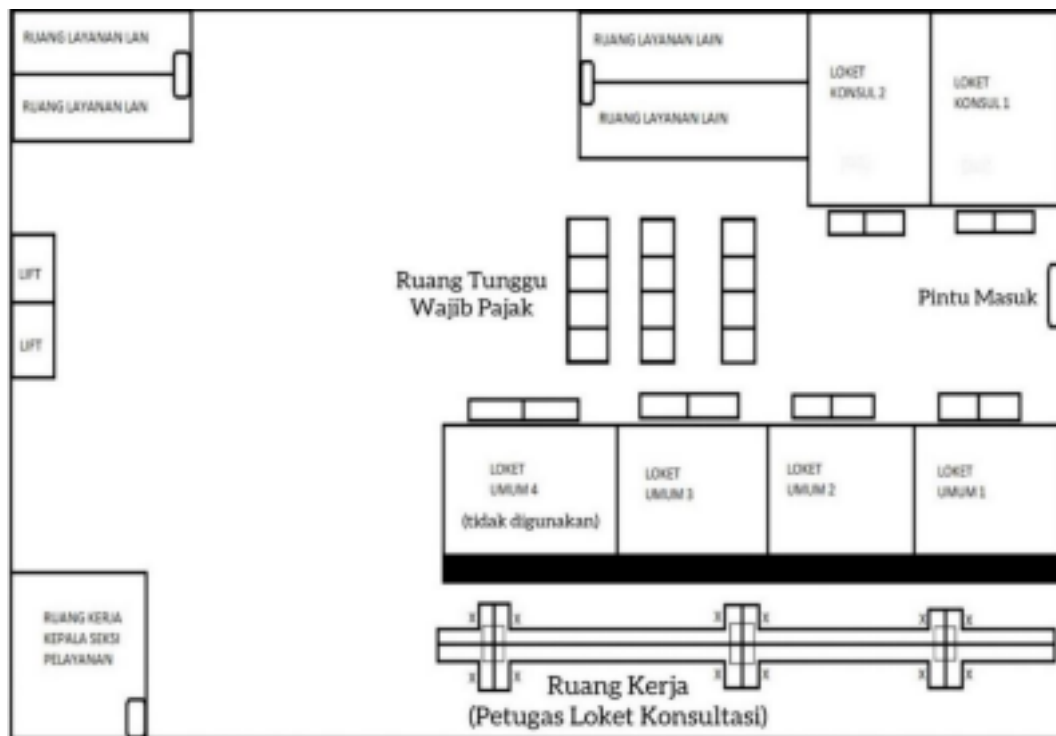 RUANG LAYANAN LAN
RUANG LAYANAN LAN
RUANG LAYANAN LAIN
RUANG LAYANAN LAIN
LOKET
KONSUL 2
LOKET
KONSUL 1
LIFT
LIFT
Ruang Tunggu
Wajib Pajak
Pintu Masuk
LOKET
UMUM 4
(tidak digunakan)
LOKET
UMUM 3
LOKET
UMUM 2
LOKET
UMUM 1
RUANG KERJA
KEPALA SEKSI
PELAYANAN
X X X X X X
X X X X X X
Ruang Kerja
(Petugas Loket Konsultasi)